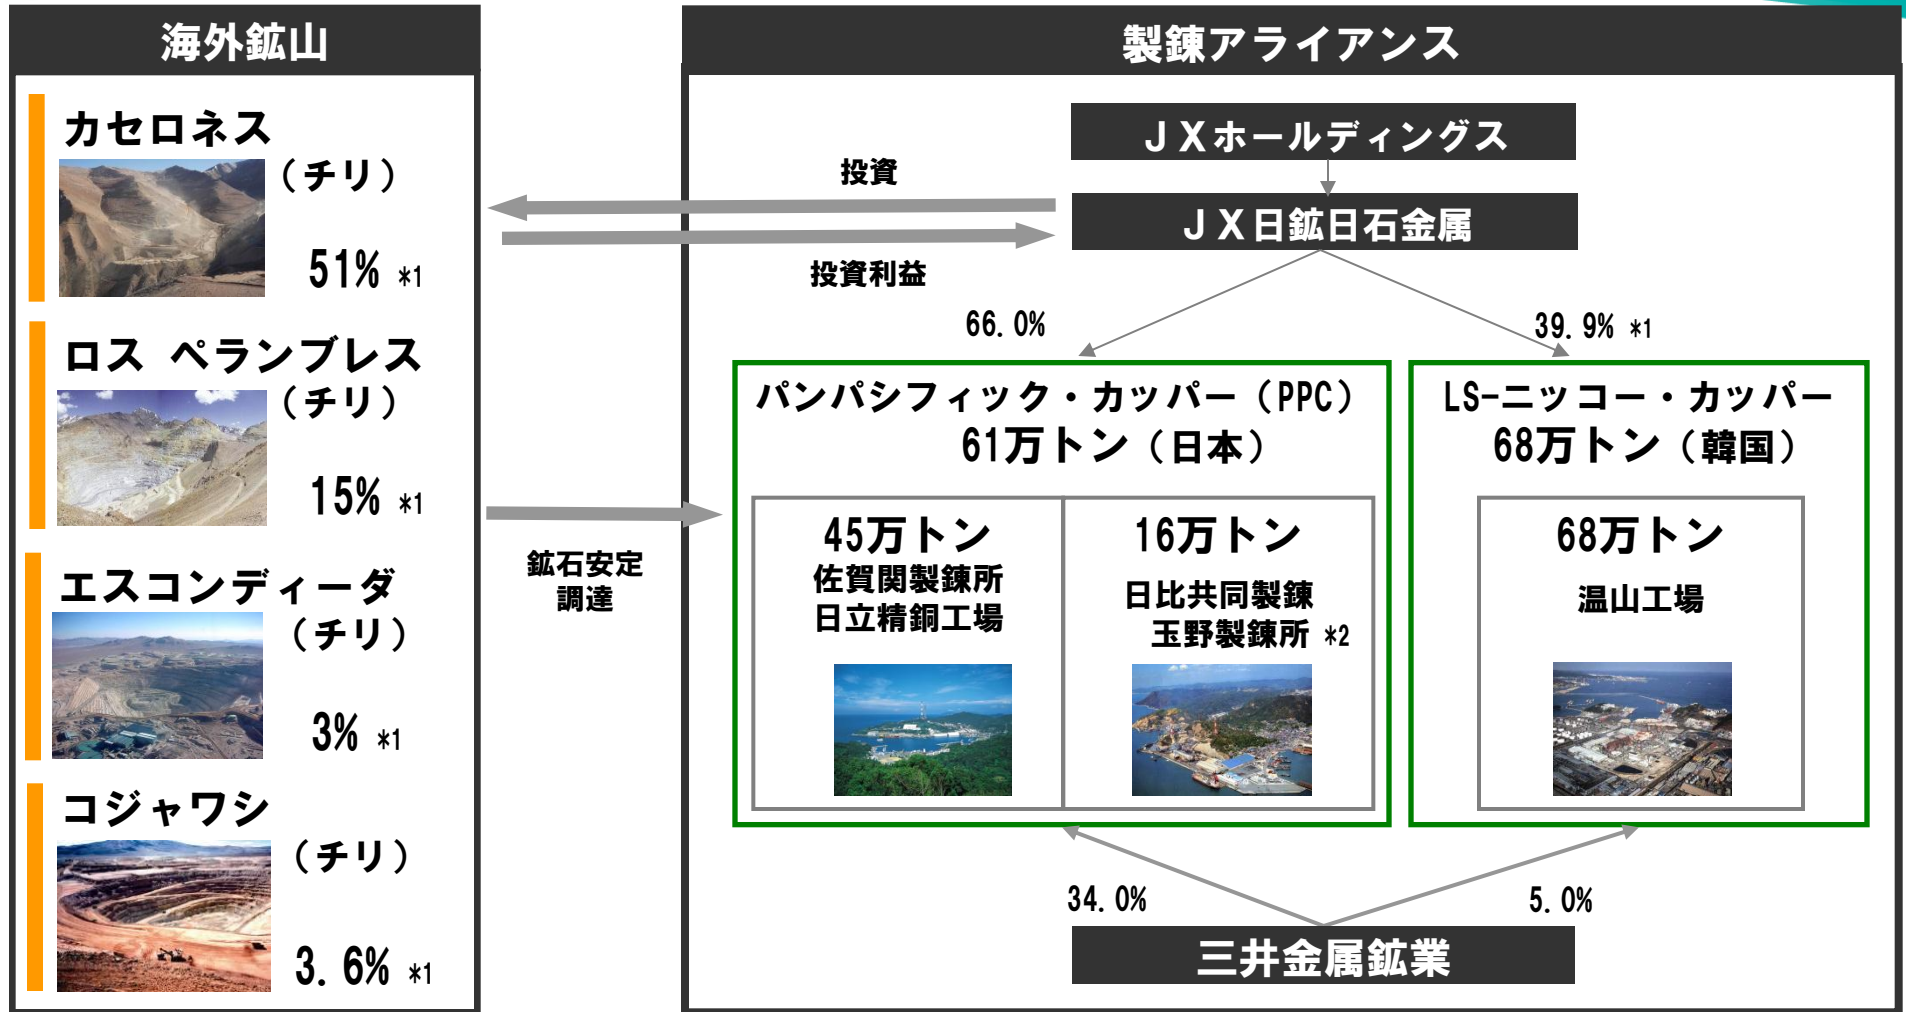 海外鉱山
カセロネス
（チリ）
51% *1
ロス ペランブレス
（チリ）
15% *1
エスコンディーダ
（チリ）
3% *1
コジャワシ
（チリ）
3.6% *1
投資
投資利益
鉱石安定
調達
製錬アライアンス
ＪＸホールディングス
ＪＸ日鉱日石金属
66.0%
39.9% *1
パンパシフィック・カッパー（PPC）
61万トン（日本）
45万トン
佐賀関製錬所
日立精銅工場
16万トン
日比共同製錬
玉野製錬所 *2
LS-ニッコー・カッパー
68万トン（韓国）
68万トン
温山工場
34.0%
5.0%
三井金属鉱業